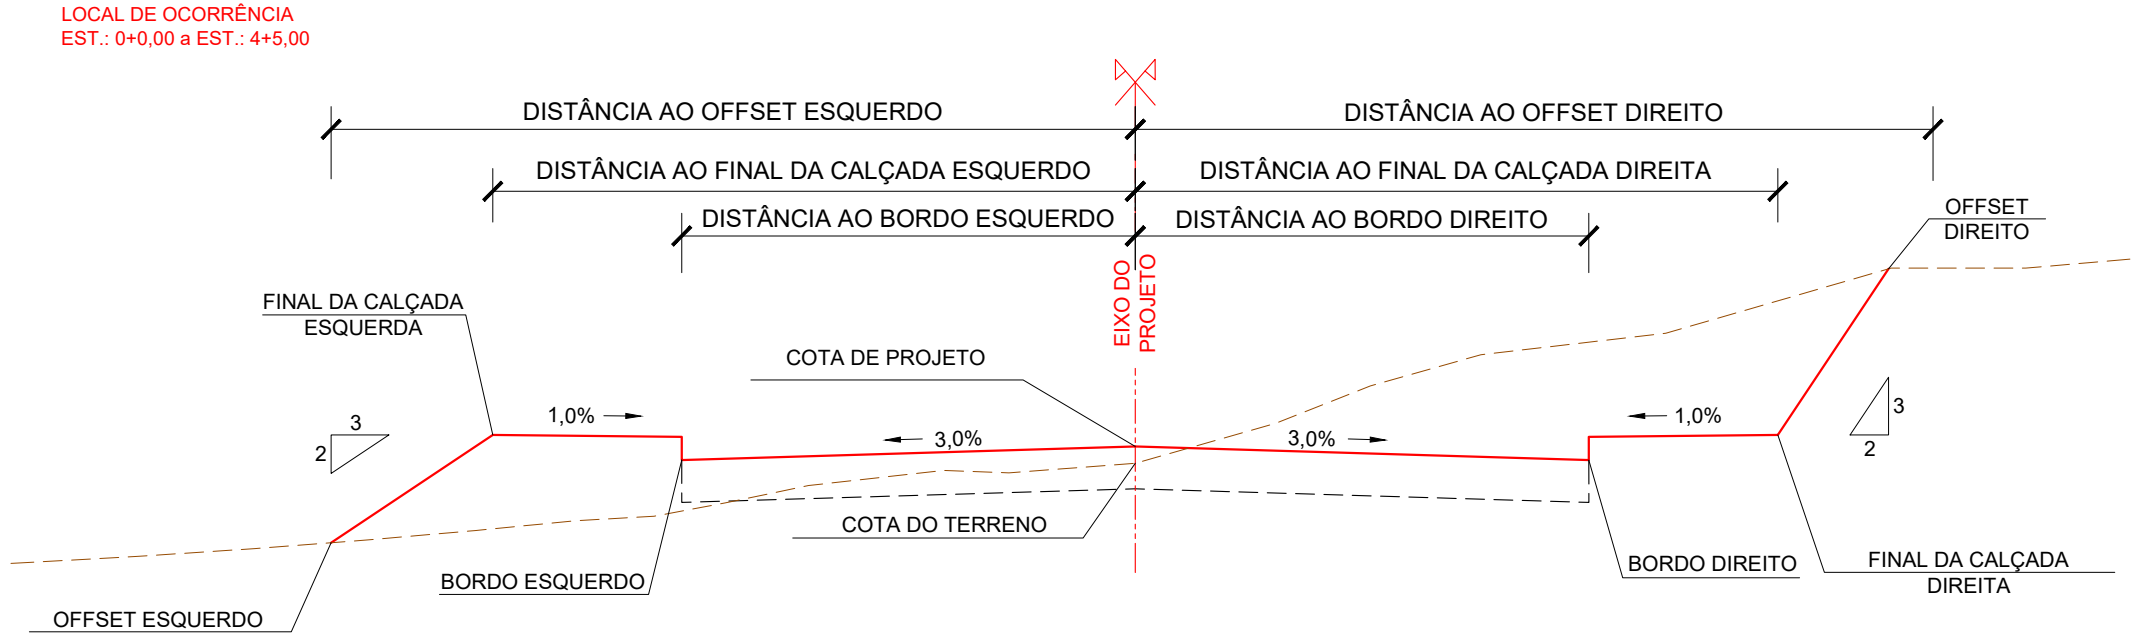 LOCAL DE OCORRÊNCIA
EST.: 0+0,00 a EST.: 4+5,00
DISTÂNCIA AO OFFSET ESQUERDO
DISTÂNCIA AO OFFSET DIREITO
DISTÂNCIA AO FINAL DA CALÇADA ESQUERDO
DISTÂNCIA AO FINAL DA CALÇADA DIREITA
DISTÂNCIA AO BORDO ESQUERDO
DISTÂNCIA AO BORDO DIREITO
OFFSET
DIREITO
EIXO DO
PROJETO
FINAL DA CALÇADA
ESQUERDA
COTA DE PROJETO
3
2
1,0%
3,0%
3,0%
1,0%
3
2
COTA DO TERRENO
BORDO ESQUERDO
BORDO DIREITO
FINAL DA CALÇADA
DIREITA
OFFSET ESQUERDO